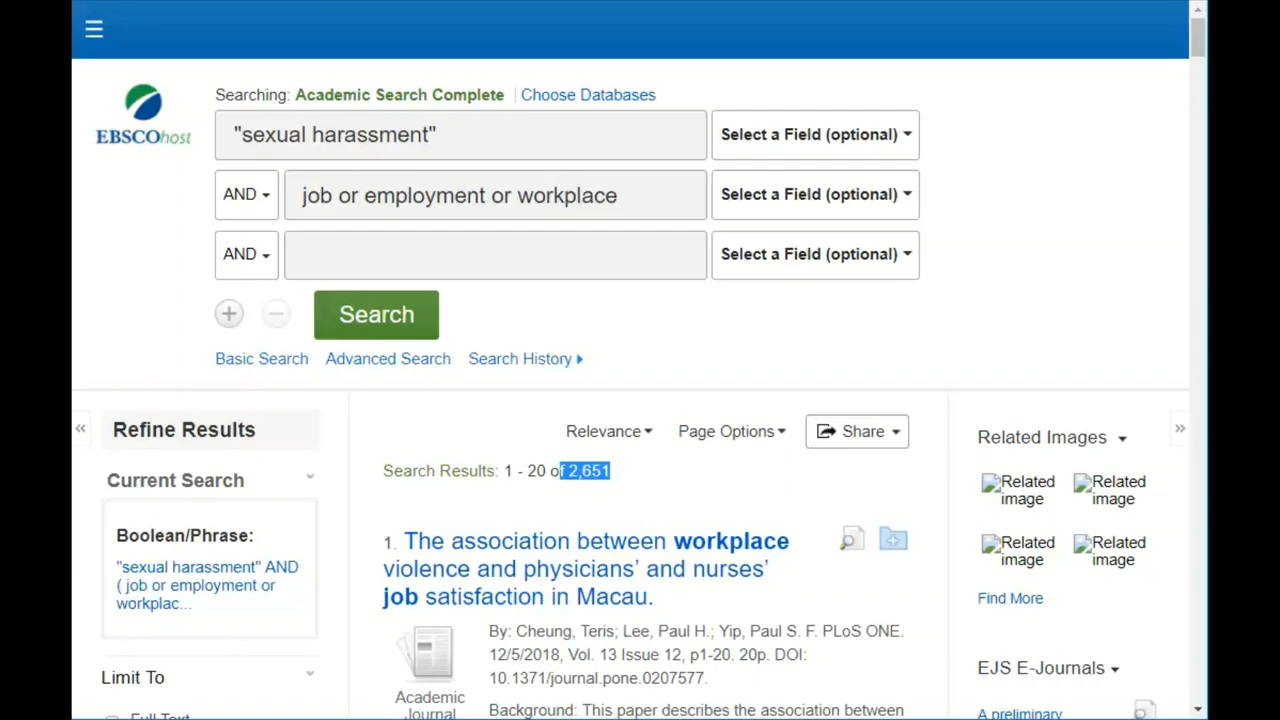 ☰
Searching: Academic Search Complete | Choose Databases
EBSCOhost
"sexual harassment"
Select a Field (optional)
AND
job or employment or workplace
Select a Field (optional)
AND
Select a Field (optional)
Search
Basic Search Advanced Search Search History
«
Refine Results
Relevance Page Options Share
»
Related Images
Current Search
Search Results: 1 - 20 of 2,651
Related image Related image
Boolean/Phrase:
"sexual harassment" AND
( job or employment or
workplac...
1. The association between workplace
violence and physicians’ and nurses’
job satisfaction in Macau.
Related image Related image
Find More
By: Cheung, Teris; Lee, Paul H.; Yip, Paul S. F. PLoS ONE.
12/5/2018, Vol. 13 Issue 12, p1-20. 20p. DOI:
10.1371/journal.pone.0207577.
Limit To
EJS E-Journals
Academic
Journal
Background: This paper describes the association between
Full Text
A preliminary